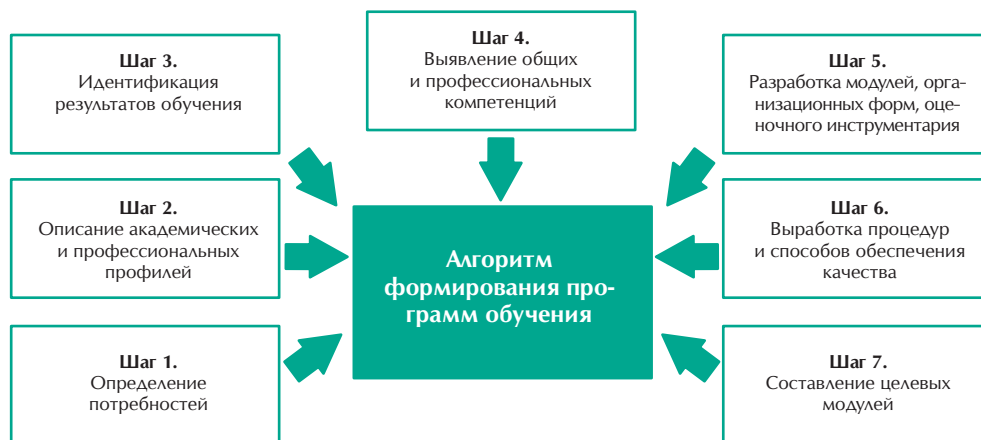 Шаг 3.
Идентификация
результатов обучения
Шаг 4.
Выявление общих
и профессиональных
компетенций
Шаг 5.
Разработка модулей, орга-
низационных форм, оце-
ночного инструментария
Шаг 2.
Описание академических
и профессиональных
профилей
Алгоритм
формирования про-
грамм обучения
Шаг 6.
Выработка процедур
и способов обеспечения
качества
Шаг 1.
Определение
потребностей
Шаг 7.
Составление целевых
модулей